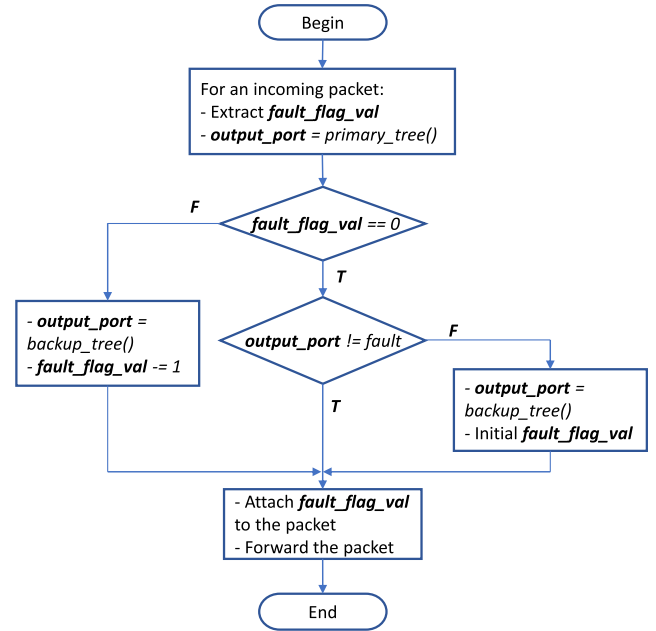 Begin
For an incoming packet:
- Extract fault_flag_val
- output_port = primary_tree()
fault_flag_val == 0
F
T
- output_port =
backup_tree()
- fault_flag_val -= 1
output_port != fault
F
T
- output_port =
backup_tree()
- Initial fault_flag_val
- Attach fault_flag_val
to the packet
- Forward the packet
End